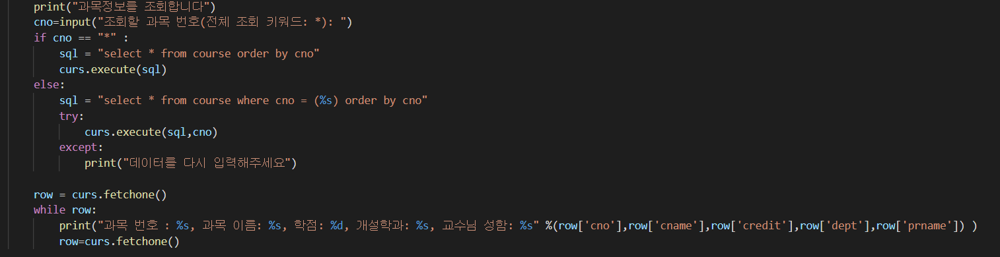 print("과목정보를 조회합니다")
cno=input("조회할 과목 번호(전체 조회 키워드: *): ")
if cno == "*" :
    sql = "select * from course order by cno"
    curs.execute(sql)
else:
    sql = "select * from course where cno = (%s) order by cno"
    try:
        curs.execute(sql,cno)
    except:
        print("데이터를 다시 입력해주세요")

row = curs.fetchone()
while row:
    print("과목 번호 : %s, 과목 이름: %s, 학점: %d, 개설학과: %s, 교수님 성함: %s" %(row['cno'],row['cname'],row['credit'],row['dept'],row['prname']) )
    row=curs.fetchone()